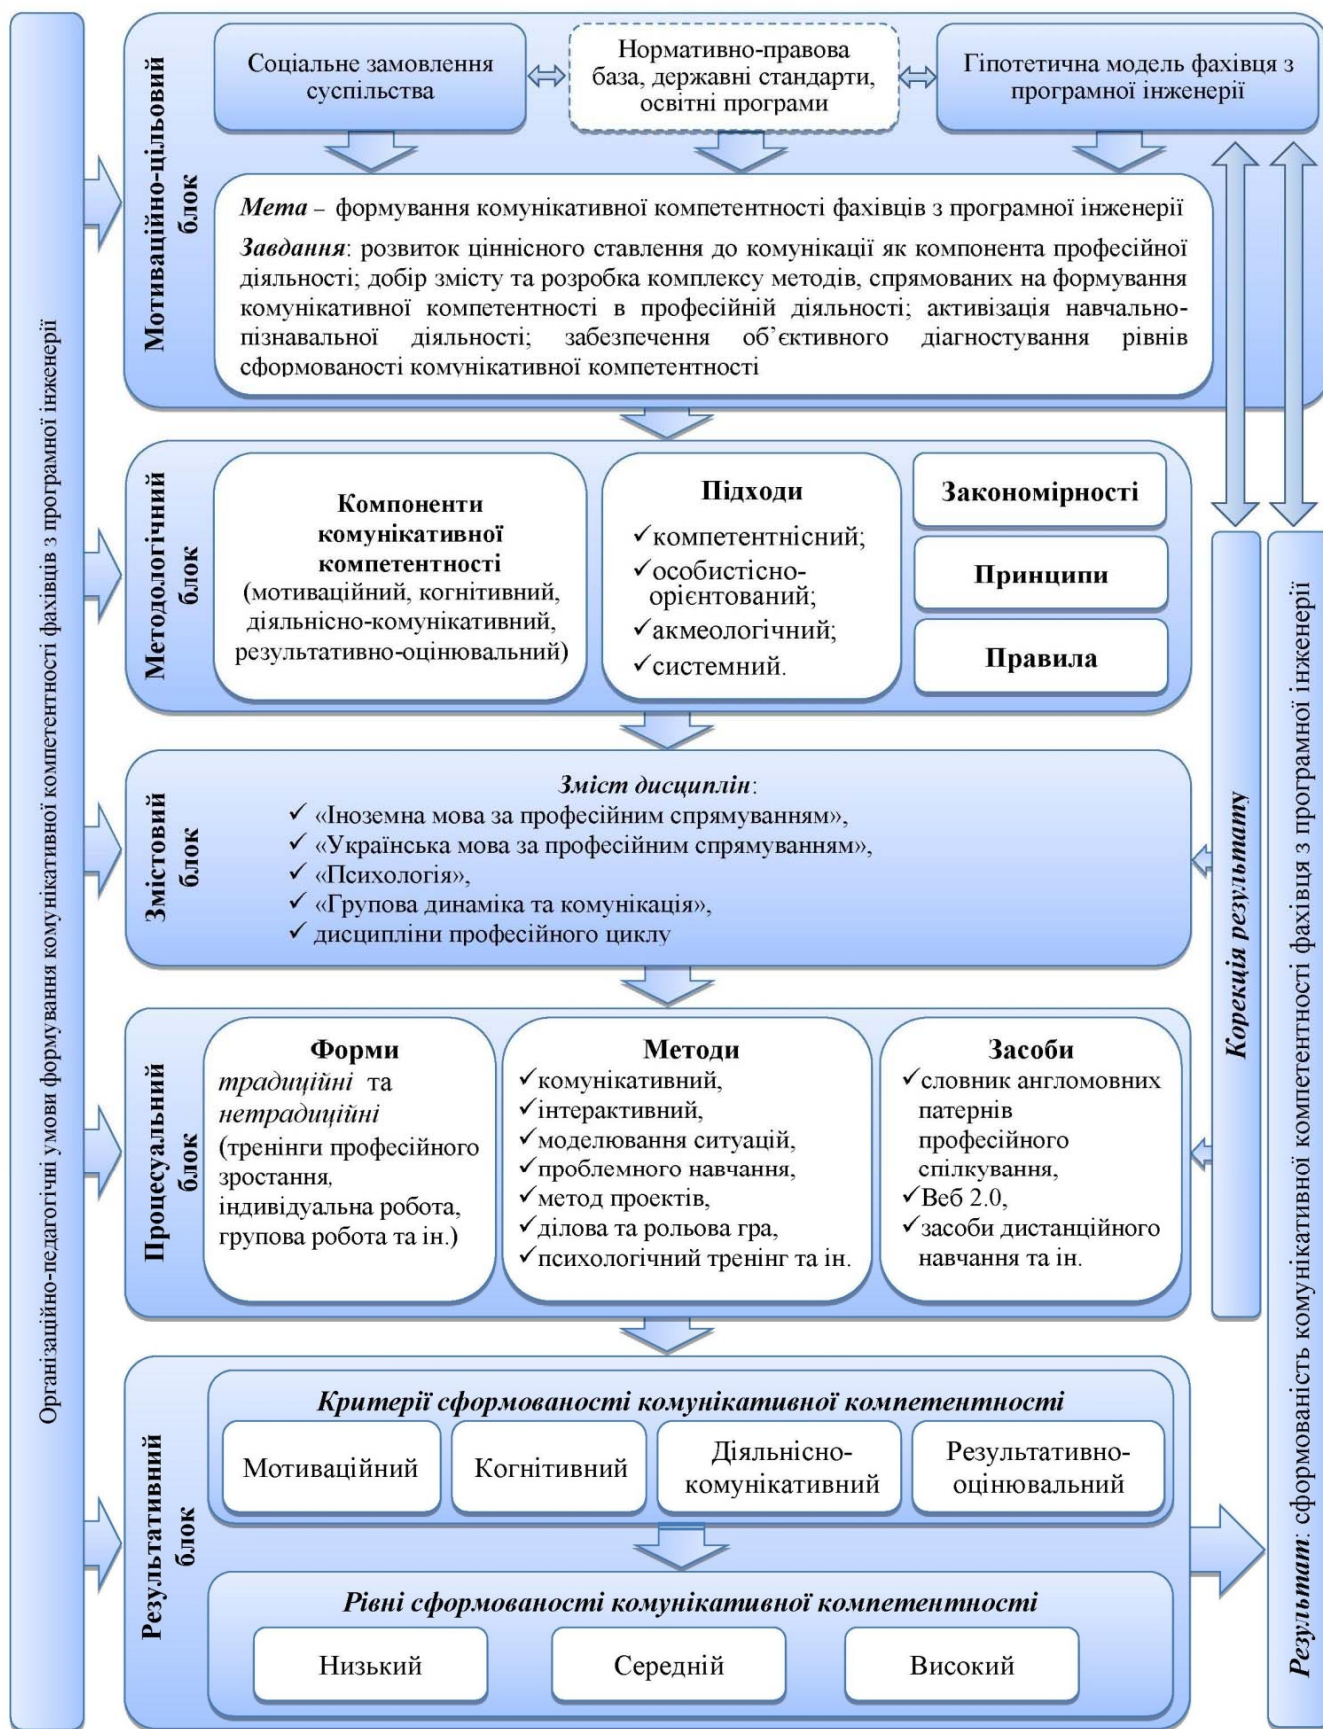 Організаційно-педагогічні умови формування комунікативної компетентності фахівців з програмної інженерії
Мотиваційно-цільовий
блок
Соціальне замовлення
суспільства
Нормативно-правова
база, державні стандарти,
освітні програми
Гіпотетична модель фахівця з
програмної інженерії
Мета – формування комунікативної компетентності фахівців з програмної інженерії
Завдання: розвиток ціннісного ставлення до комунікації як компонента професійної
діяльності; добір змісту та розробка комплексу методів, спрямованих на формування
комунікативної компетентності в професійній діяльності; активізація навчально-
пізнавальної діяльності; забезпечення об’єктивного діагностування рівнів
сформованості комунікативної компетентності
Методологічний
блок
Компоненти
комунікативної
компетентності
(мотиваційний, когнітивний,
діяльнісно-комунікативний,
результативно-оцінювальний)
Підходи
✓компетентнісний;
✓особистісно-
орієнтований;
✓акмеологічний;
✓системний.
Закономірності
Принципи
Правила
Змістовий
блок
Зміст дисциплін:
✓ «Іноземна мова за професійним спрямуванням»,
✓ «Українська мова за професійним спрямуванням»,
✓ «Психологія»,
✓ «Групова динаміка та комунікація»,
✓ дисципліни професійного циклу
Процесуальний
блок
Форми
традиційні та
нетрадиційні
(тренінги професійного
зростання,
індивідуальна робота,
групова робота та ін.)
Методи
✓комунікативний,
✓інтерактивний,
✓моделювання ситуацій,
✓проблемного навчання,
✓метод проектів,
✓ділова та рольова гра,
✓психологічний тренінг та ін.
Засоби
✓словник англомовних
патернів
професійного
спілкування,
✓Веб 2.0,
✓засоби дистанційного
навчання та ін.
Корекція результату
Результат: сформованість комунікативної компетентності фахівця з програмної інженерії
Результативний
блок
Критерії сформованості комунікативної компетентності
Мотиваційний
Когнітивний
Діяльнісно-
комунікативний
Результативно-
оцінювальний
Рівні сформованості комунікативної компетентності
Низький
Середній
Високий